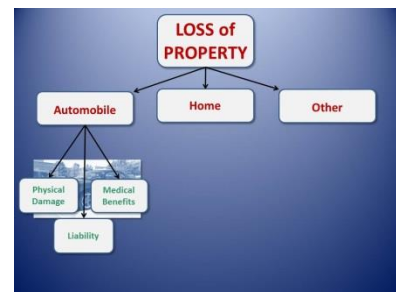 LOSS of
PROPERTY
Automobile
Home
Other
Physical
Damage
Medical
Benefits
Liability